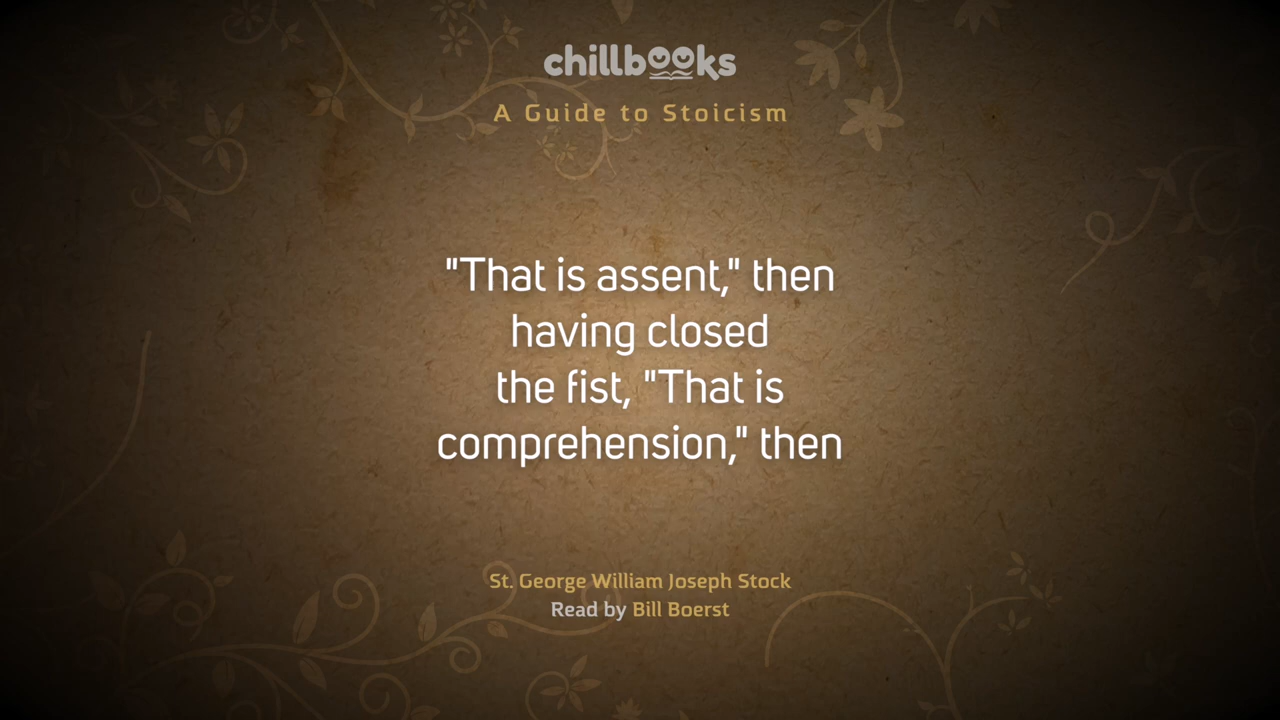 chillbooks
A Guide to Stoicism
"That is assent," then
having closed
the fist, "That is
comprehension," then
St. George William Joseph Stock
Read by Bill Boerst